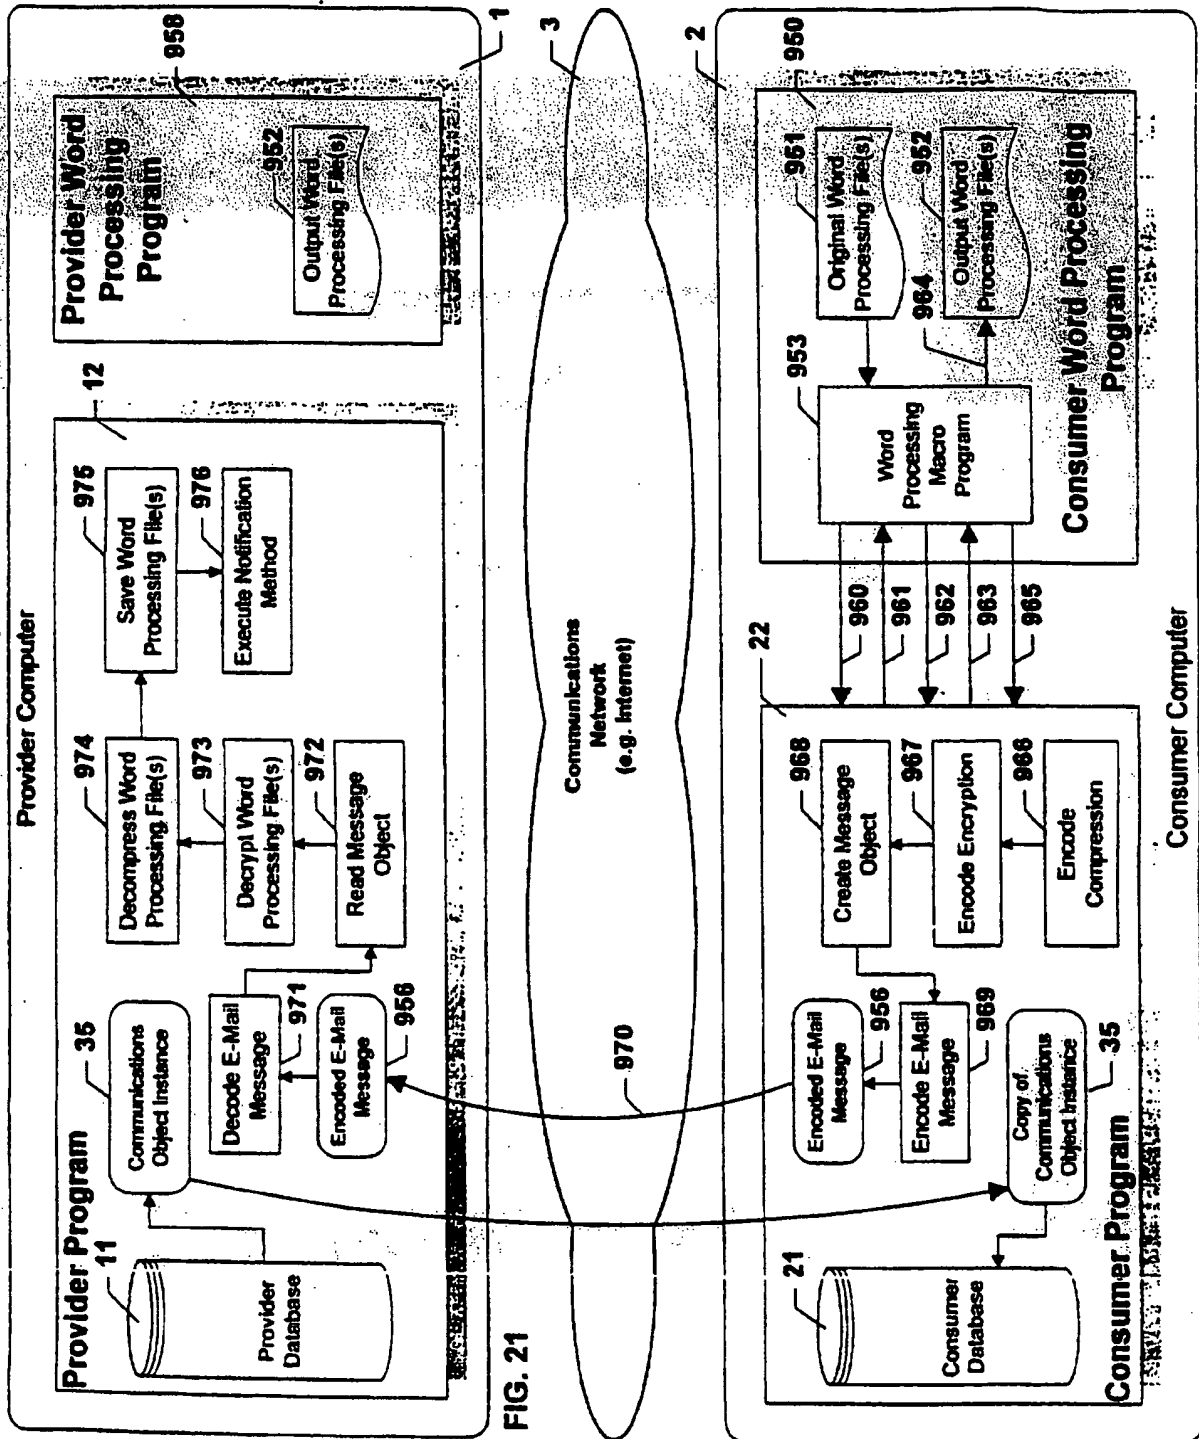 Provider Computer
Provider Program
11
Provider
Database
35
Communications
Object Instance
Decode E-Mail
Message
971
Encoded E-Mail
Message
956
974
Decompress Word
Processing File(s)
973
Decrypt Word
Processing File(s)
972
Read Message
Object
975
Save Word
Processing File(s)
976
Execute Notification
Method
12
Provider Word
Processing
Program
958
952
Output Word
Processing File(s)
1
FIG. 21
970
Communications
Network
(e.g. Internet)
3
2
21
Consumer
Database
Consumer Program
Encoded E-Mail
Message
956
Encode E-Mail
Message
969
Copy of
Communications
Object Instance
35
968
Create Message
Object
967
Encode Encryption
966
Encode
Compression
22
960
961
962
963
965
953
Word
Processing
Macro
Program
964
951
Original Word
Processing File(s)
952
Output Word
Processing File(s)
950
Consumer Word Processing
Program
Consumer Computer